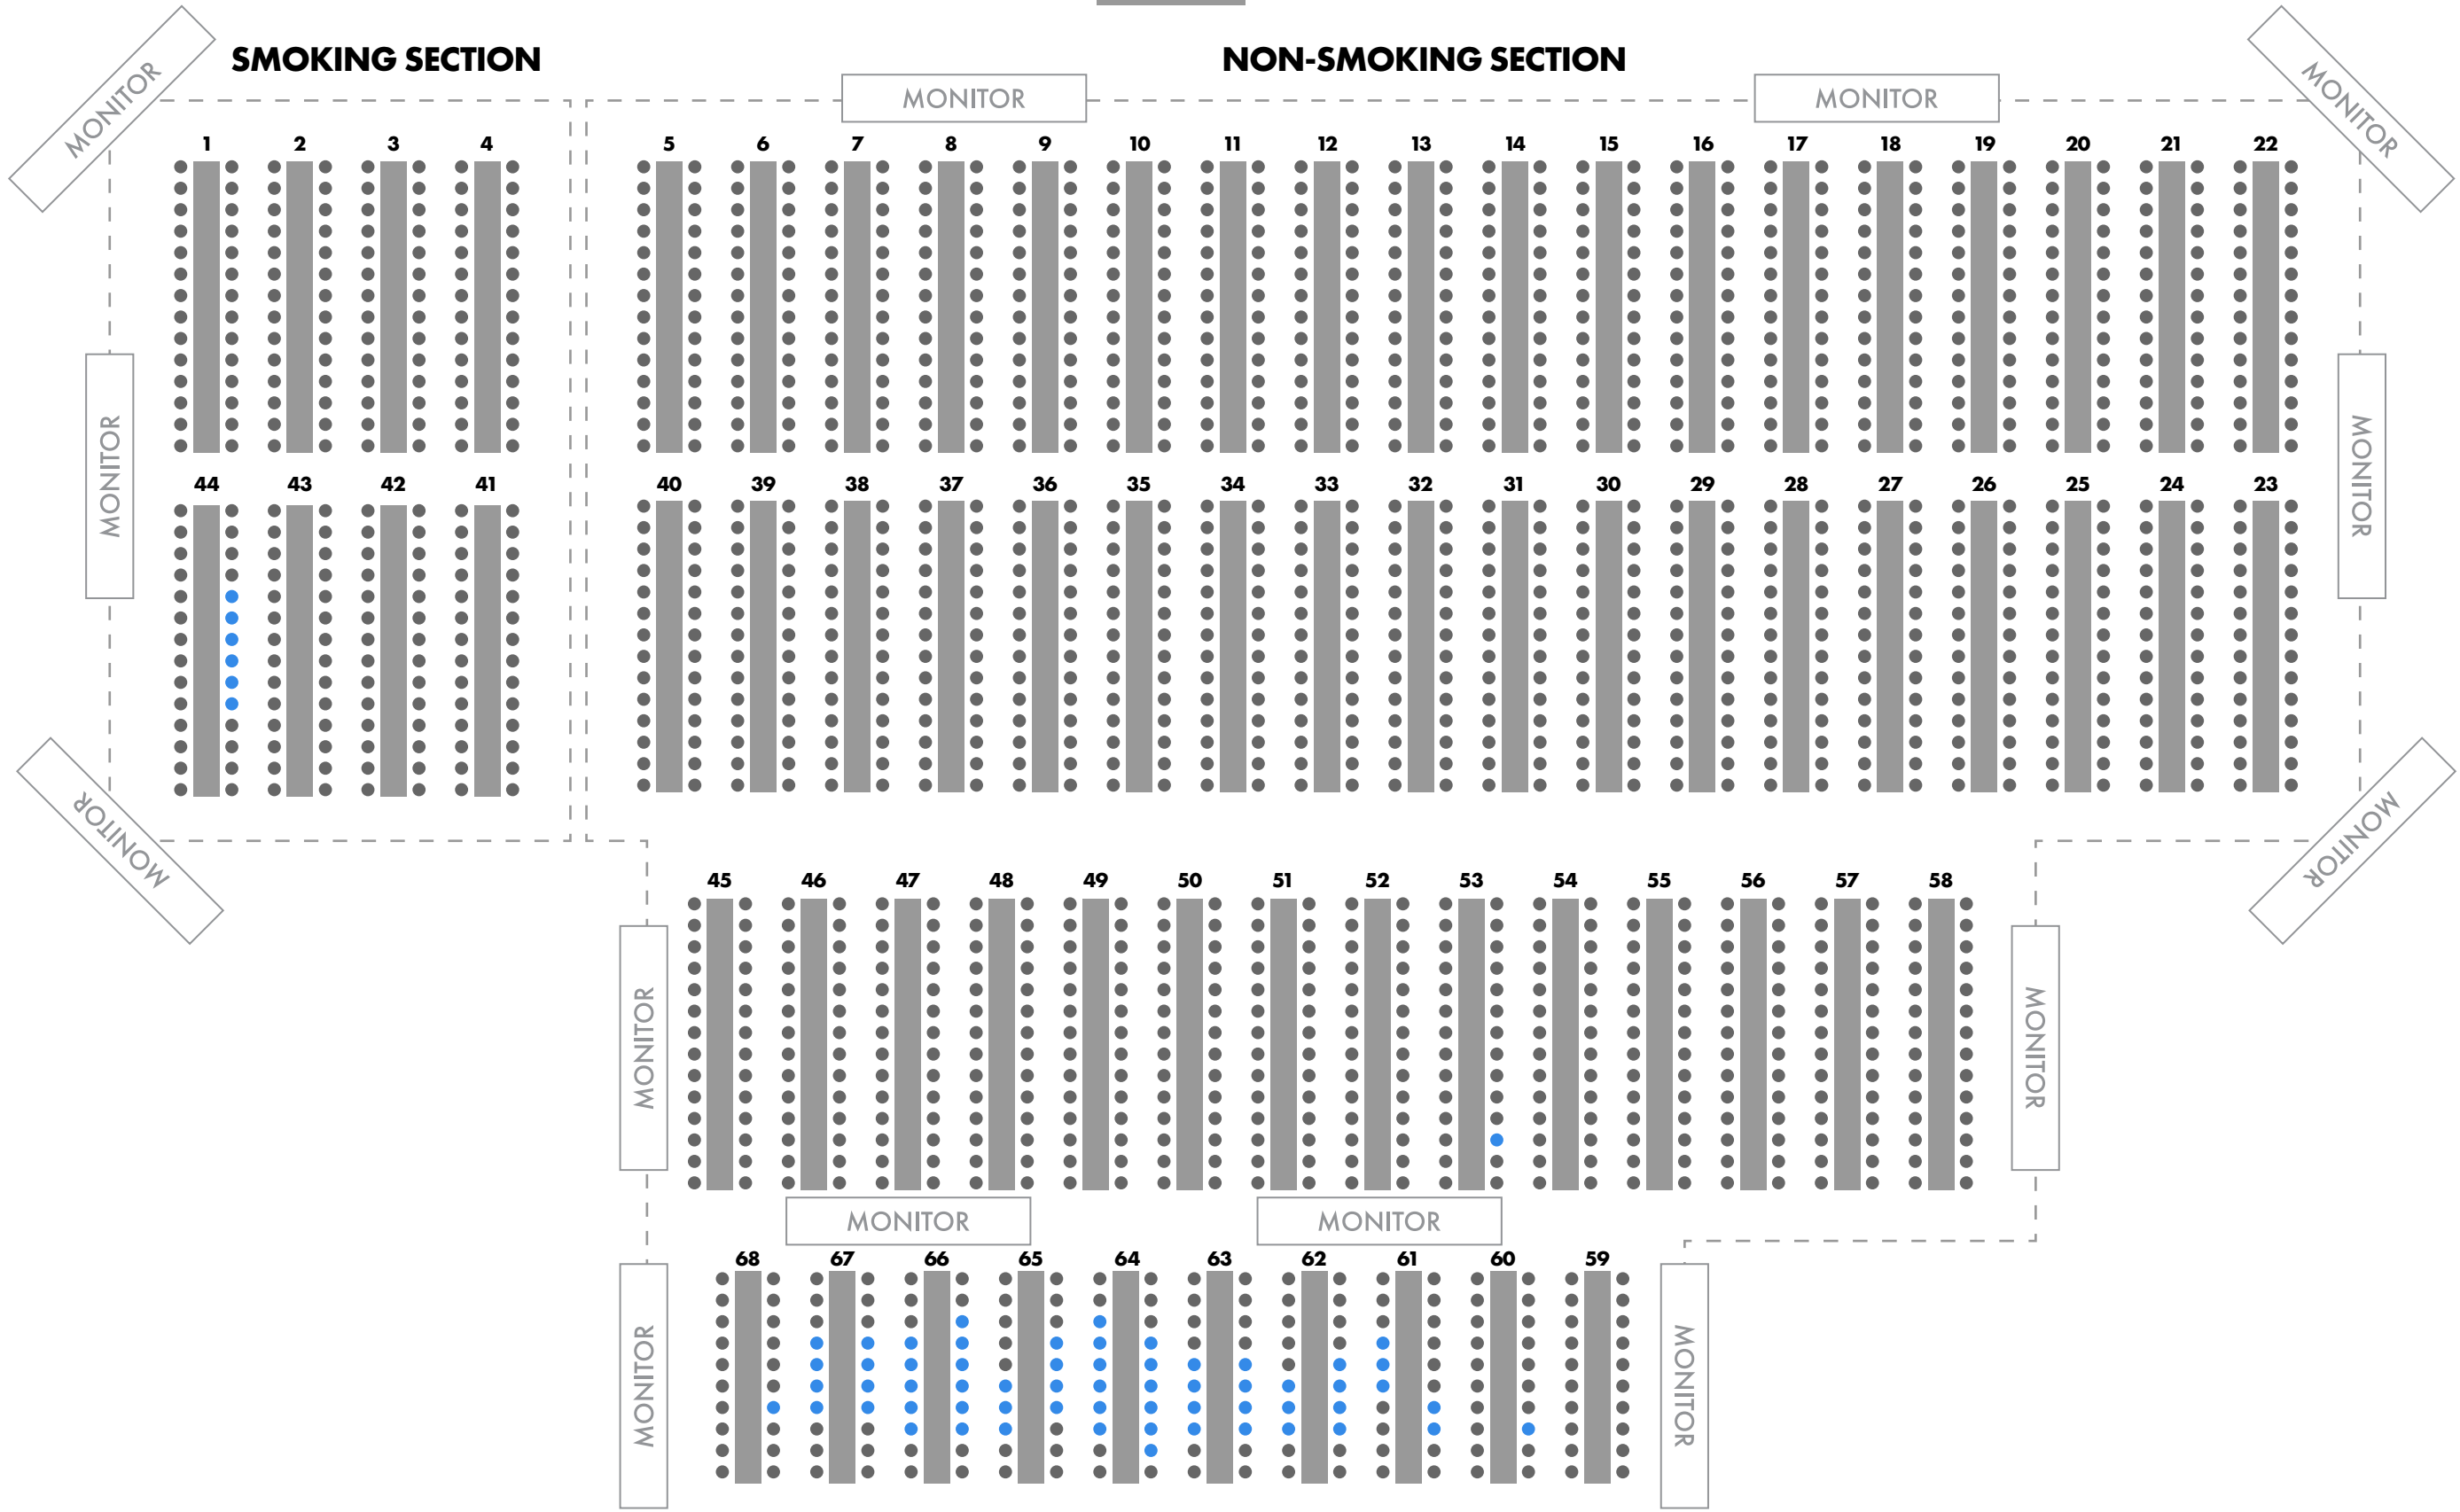 SMOKING SECTION
NON-SMOKING SECTION
MONITOR
MONITOR
MONITOR
MONITOR
1 2 3 4 5 6 7 8 9 10 11 12 13 14 15 16 17 18 19 20 21 22
MONITOR
MONITOR
44 43 42 41 40 39 38 37 36 35 34 33 32 31 30 29 28 27 26 25 24 23
MONITOR
MONITOR
45 46 47 48 49 50 51 52 53 54 55 56 57 58
MONITOR
MONITOR
MONITOR
MONITOR
68 67 66 65 64 63 62 61 60 59
MONITOR
MONITOR